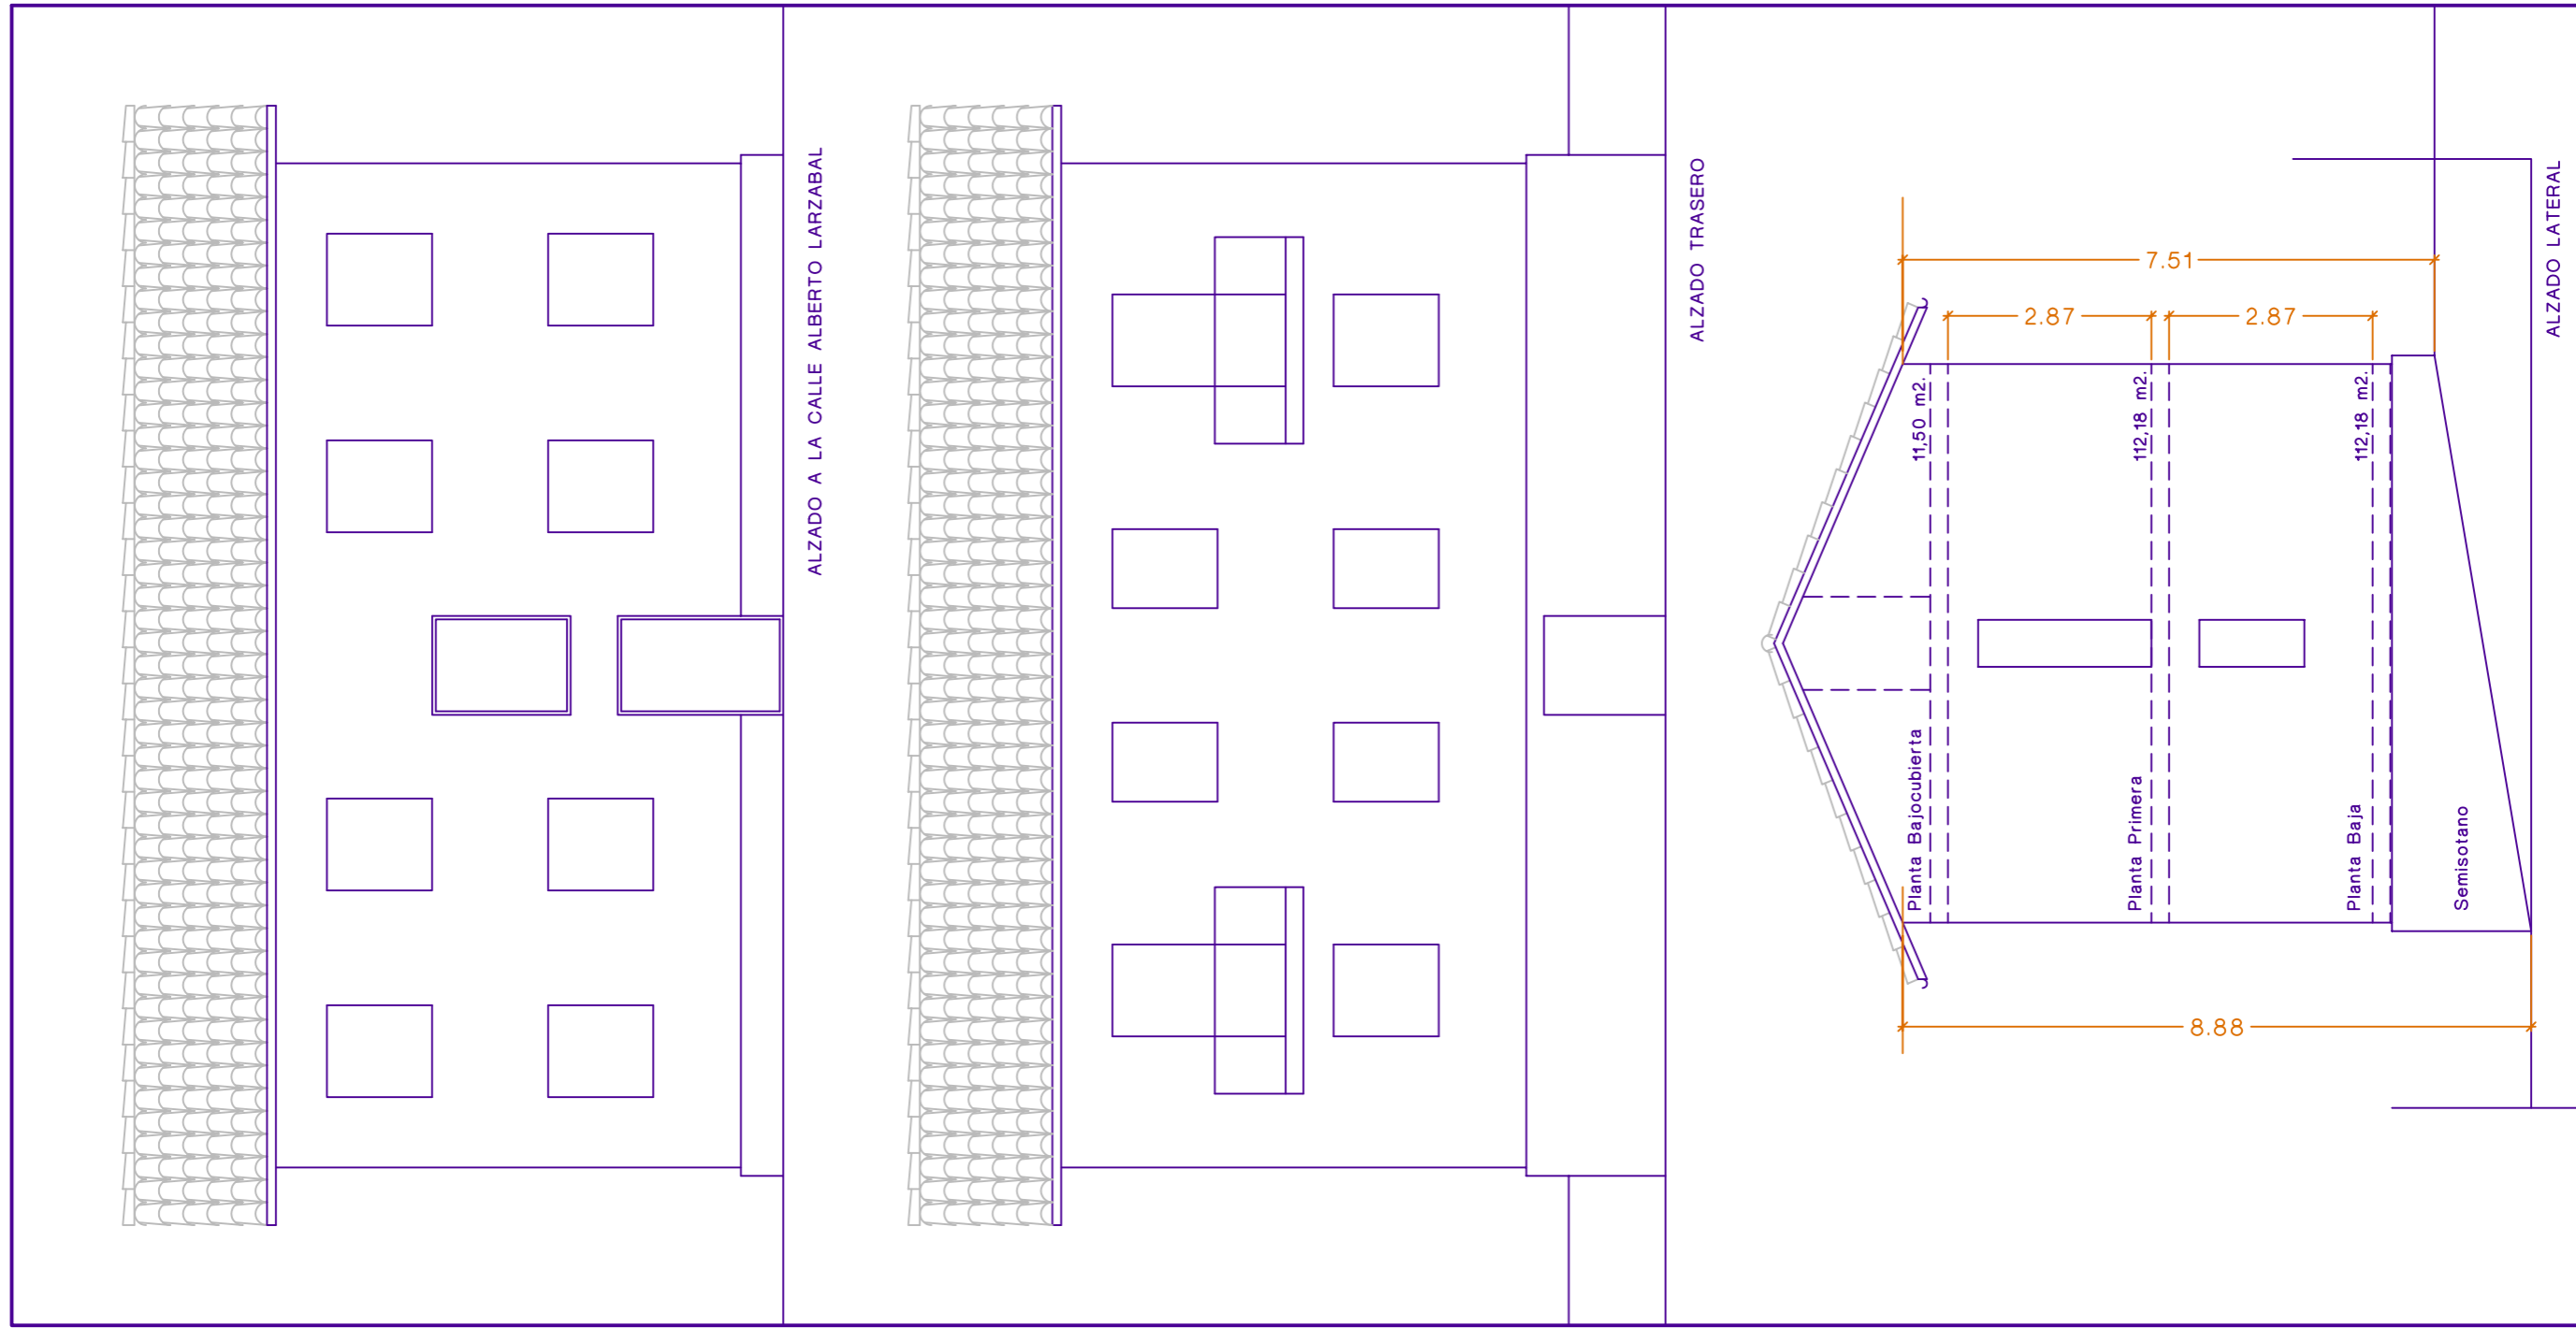 ALZADO A LA CALLE ALBERTO LARZABAL
ALZADO TRASERO
7.51
2.87
2.87
Planta Bajocubierta
11,50 m2.
Planta Primera
112,18 m2.
Planta Baja
112,18 m2.
Semisotano
8.88
ALZADO LATERAL